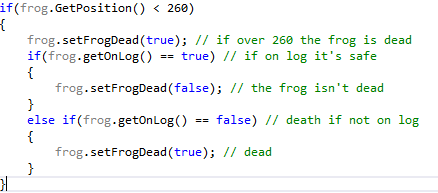 if(frog.GetPosition() < 260)
{
frog.setFrogDead(true); // if over 260 the frog is dead
if(frog.getOnLog() == true) // if on log it's safe
{
frog.setFrogDead(false); // the frog isn't dead
}
else if(frog.getOnLog() == false) // death if not on log
{
frog.setFrogDead(true); // dead
}
}